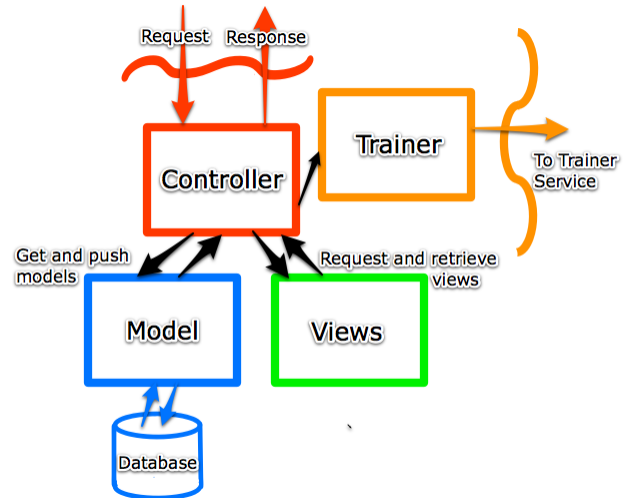 Request
Response
Trainer
To Trainer
Service
Controller
Get and push
models
Request and retrieve
views
Model
Views
Database